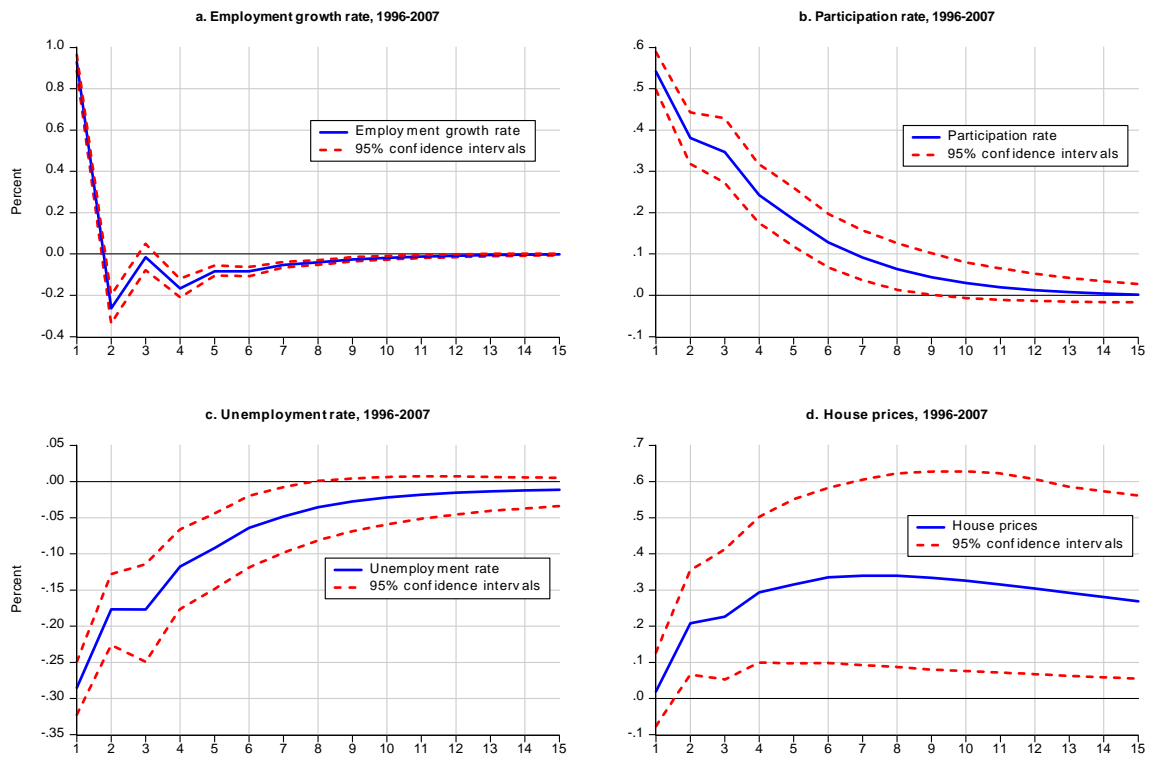 a. Employment growth rate, 1996-2007
1.0
0.8
0.6
0.4
0.2
0.0
-0.2
-0.4
Percent
Employment growth rate
95% confidence intervals
1 2 3 4 5 6 7 8 9 10 11 12 13 14 15
b. Participation rate, 1996-2007
.6
.5
.4
.3
.2
.1
.0
-.1
Participation rate
95% confidence intervals
1 2 3 4 5 6 7 8 9 10 11 12 13 14 15
c. Unemployment rate, 1996-2007
.05
.00
-.05
-.10
-.15
-.20
-.25
-.30
-.35
Percent
Unemployment rate
95% confidence intervals
1 2 3 4 5 6 7 8 9 10 11 12 13 14 15
d. House prices, 1996-2007
.7
.6
.5
.4
.3
.2
.1
.0
-.1
House prices
95% confidence intervals
1 2 3 4 5 6 7 8 9 10 11 12 13 14 15